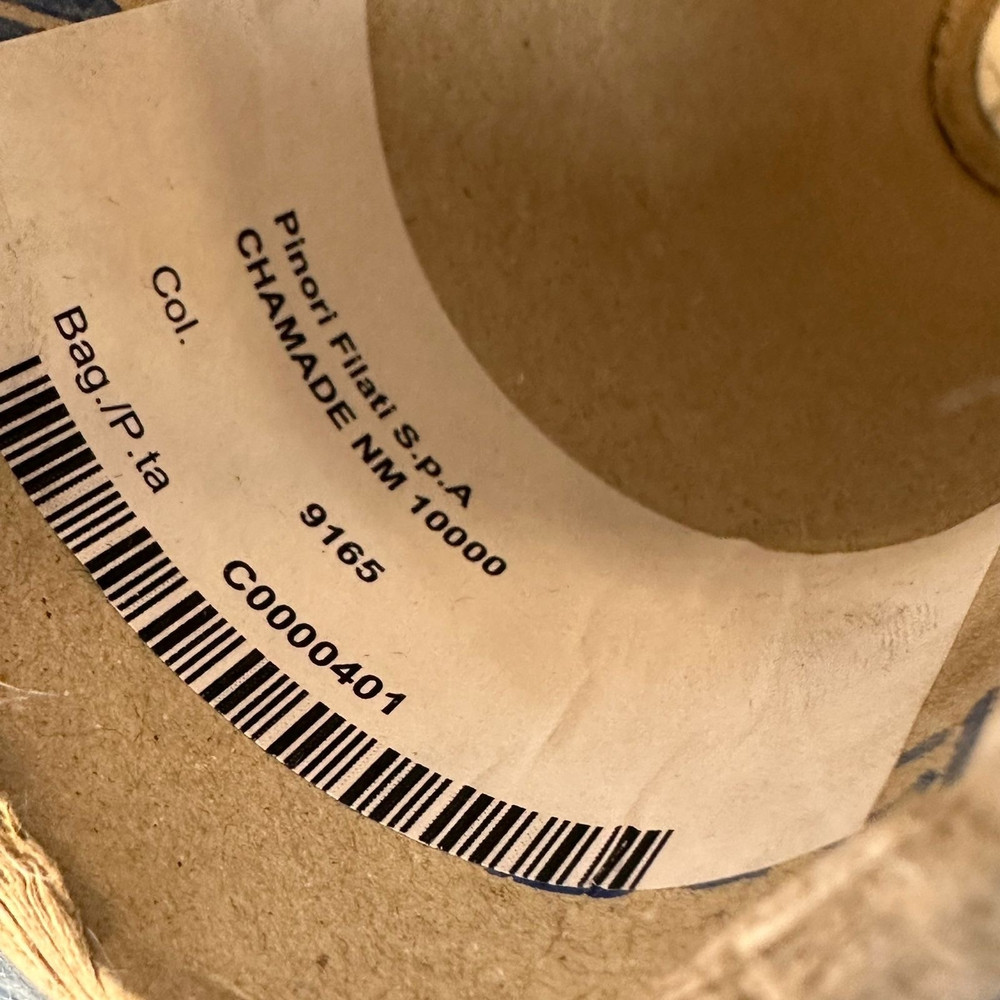 Pinori Filati S.p.A
CHAMADE NM 10000
Col. 9165
Bag./P.ta C0000401